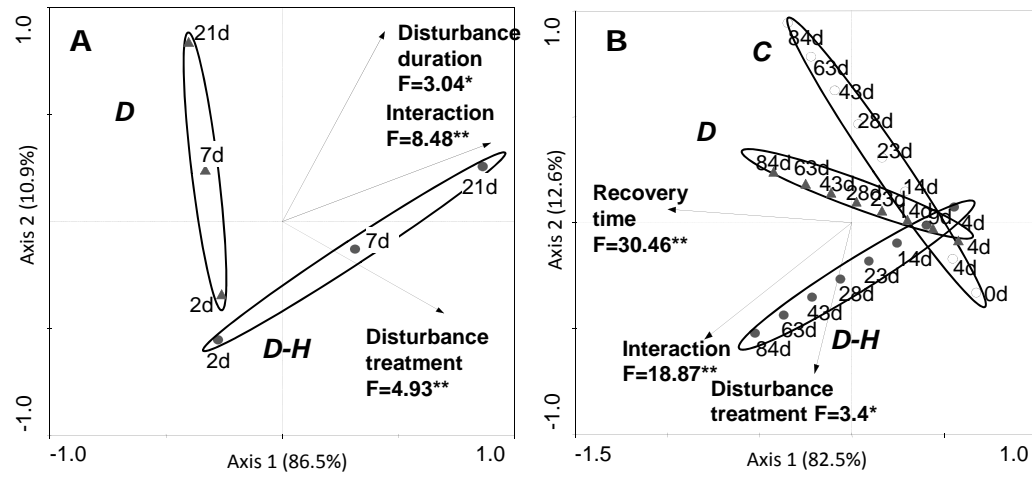 1.0
A
21d
Disturbance
duration
F=3.04*
Interaction
F=8.48**
D
7d
21d
7d
2d
2d
D-H
Disturbance
treatment
F=4.93**
Axis 2 (10.9%)
-1.0
-1.0
Axis 1 (86.5%)
1.0
1.0
B
C
84d
63d
43d
28d
23d
D
84d
63d
43d
28d
23d
14d
14d
9d
4d
4d
4d
0d
Recovery
time
F=30.46**
14d
23d
28d
43d
63d
84d
D-H
Interaction
F=18.87**
Disturbance
treatment F=3.4*
Axis 2 (12.6%)
-1.0
-1.5
Axis 1 (82.5%)
1.0